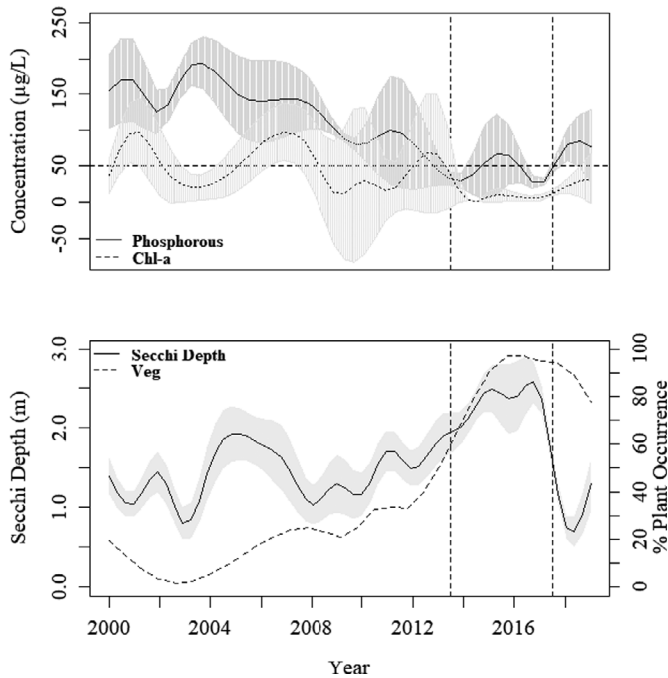 Concentration (µg/L)
250
150
50
0
-50
Phosphorous
Chl-a
Secchi Depth (m)
3.0
2.0
1.0
0.0
Secchi Depth
Veg
100
80
60
40
20
0
% Plant Occurrence
2000
2004
2008
2012
2016
Year